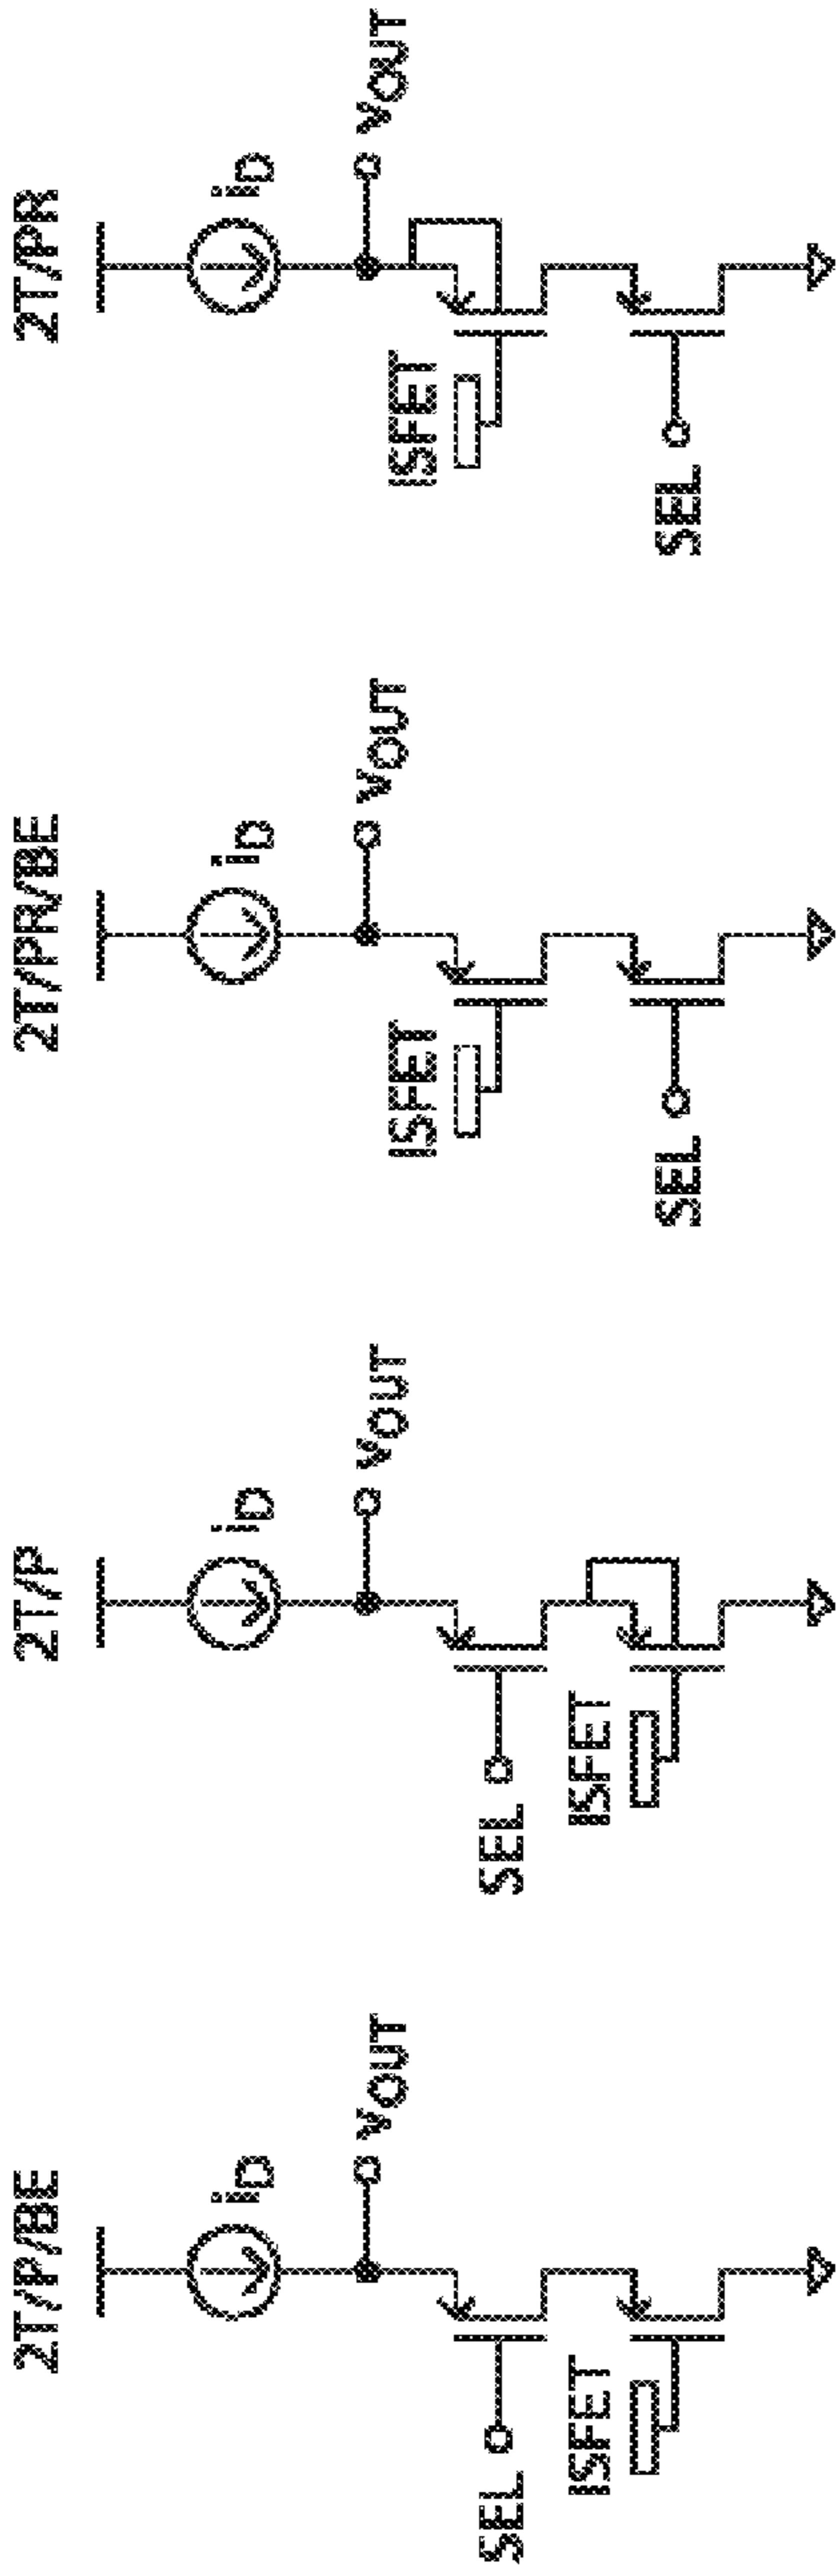 2T/P/BE
iD
VOUT
SEL
ISFET
2T/P
iD
VOUT
SEL
ISFET
2T/PR/BE
iD
VOUT
ISFET
SEL
2T/PR
iD
VOUT
ISFET
SEL